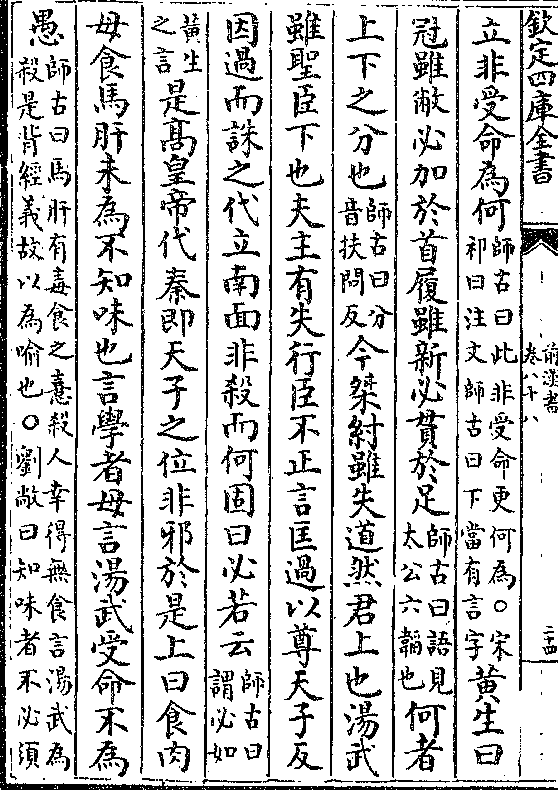 欽定四庫全書
前漢書
卷八十八
立非受命為何師古曰此非受命更何為○宋祁曰注文師古曰下當有言字黃生曰
冠雖敝必加於首履雖新必貫於足師古曰語見太公六韜也何者
上下之分也師古曰分音扶問反今桀紂雖失道然君上也湯武
雖聖臣下也夫主有失行臣不正言匡過以尊天子反
因過而誅之代立南面非殺而何固曰必若云師古曰謂必如
黃生之言是髙皇帝代秦即天子之位非邪於是上曰食肉
毋食馬肝未為不知味也言學者毋言湯武受命不為
愚師古曰馬肝有毒食之憙殺人幸得無食言湯武為殺是背經義故以為喻也○劉敞曰知味者不必須